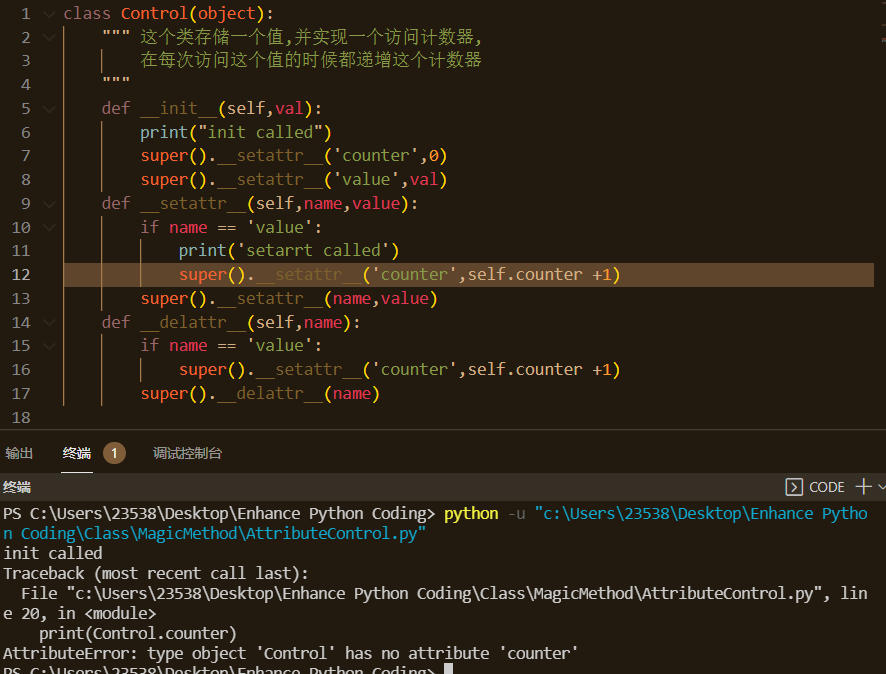 1 class Control(object):
2 """ 这个类存储一个值,并实现一个访问计数器,
3 在每次访问这个值的时候都递增这个计数器
4 """
5 def __init__(self,val):
6 print("init called")
7 super().__setattr__('counter',0)
8 super().__setattr__('value',val)
9 def __setattr__(self,name,value):
10 if name == 'value':
11 print('setarrt called')
12 super().__setattr__('counter',self.counter +1)
13 super().__setattr__(name,value)
14 def __delattr__(self,name):
15 if name == 'value':
16 super().__setattr__('counter',self.counter +1)
17 super().__delattr__(name)
18
输出 终端 1 调试控制台
终端 CODE
PS C:\Users\23538\Desktop\Enhance Python Coding> python -u "c:\Users\23538\Desktop\Enhance Pytho
n Coding\Class\MagicMethod\AttributeControl.py"
init called
Traceback (most recent call last):
File "c:\Users\23538\Desktop\Enhance Python Coding\Class\MagicMethod\AttributeControl.py", lin
e 20, in <module>
print(Control.counter)
AttributeError: type object 'Control' has no attribute 'counter'
PS C:\Users\23538\Desktop\Enhance Python Coding>